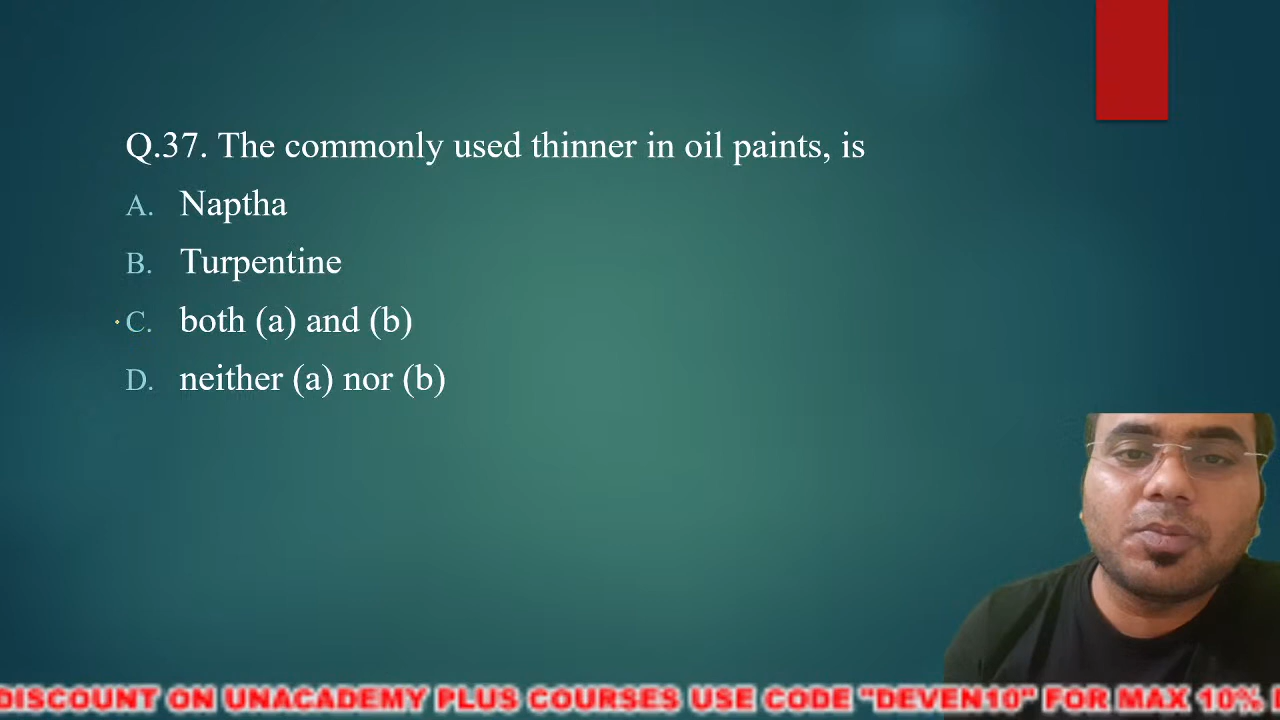 Q.37. The commonly used thinner in oil paints, is
A. Naptha
B. Turpentine
C. both (a) and (b)
D. neither (a) nor (b)
DISCOUNT ON UNACADEMY PLUS COURSES USE CODE "DEVEN10" FOR MAX 10%